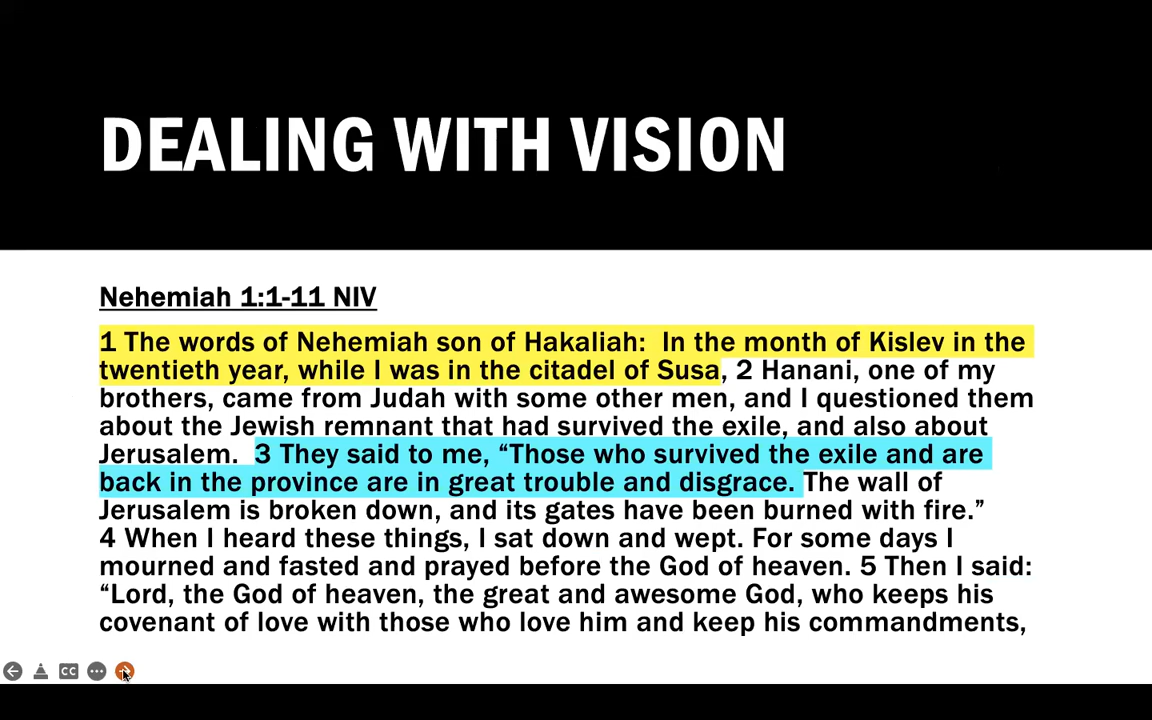 DEALING WITH VISION
Nehemiah 1:1-11 NIV
1 The words of Nehemiah son of Hakaliah:  In the month of Kislev in the
twentieth year, while I was in the citadel of Susa, 2 Hanani, one of my
brothers, came from Judah with some other men, and I questioned them
about the Jewish remnant that had survived the exile, and also about
Jerusalem.  3 They said to me, “Those who survived the exile and are
back in the province are in great trouble and disgrace. The wall of
Jerusalem is broken down, and its gates have been burned with fire.”
4 When I heard these things, I sat down and wept. For some days I
mourned and fasted and prayed before the God of heaven. 5 Then I said:
“Lord, the God of heaven, the great and awesome God, who keeps his
covenant of love with those who love him and keep his commandments,
CC